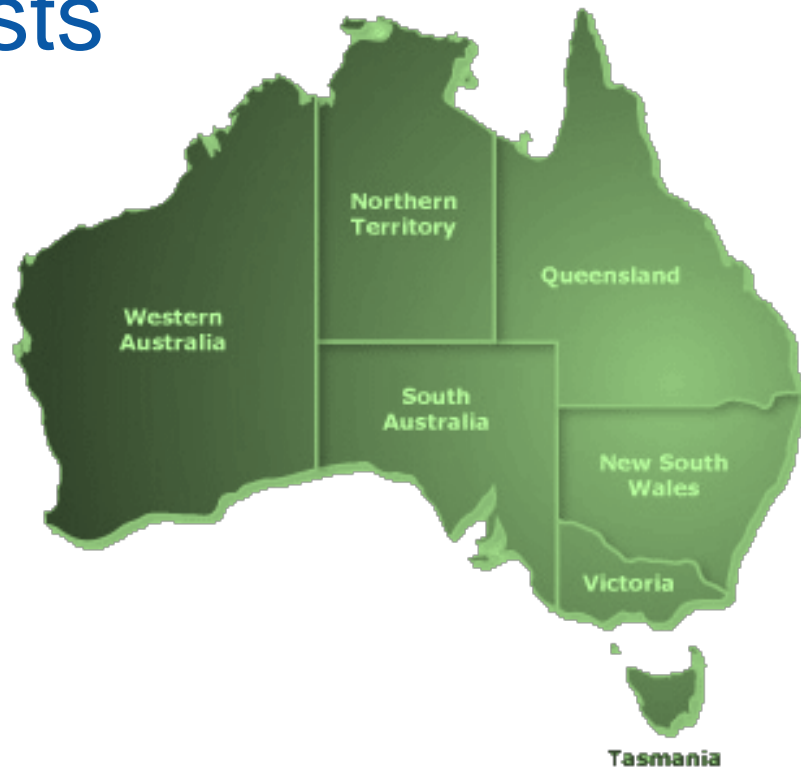 sts
Northern
Territory
Queensland
Western
Australia
South
Australia
New South
Wales
Victoria
Tasmania